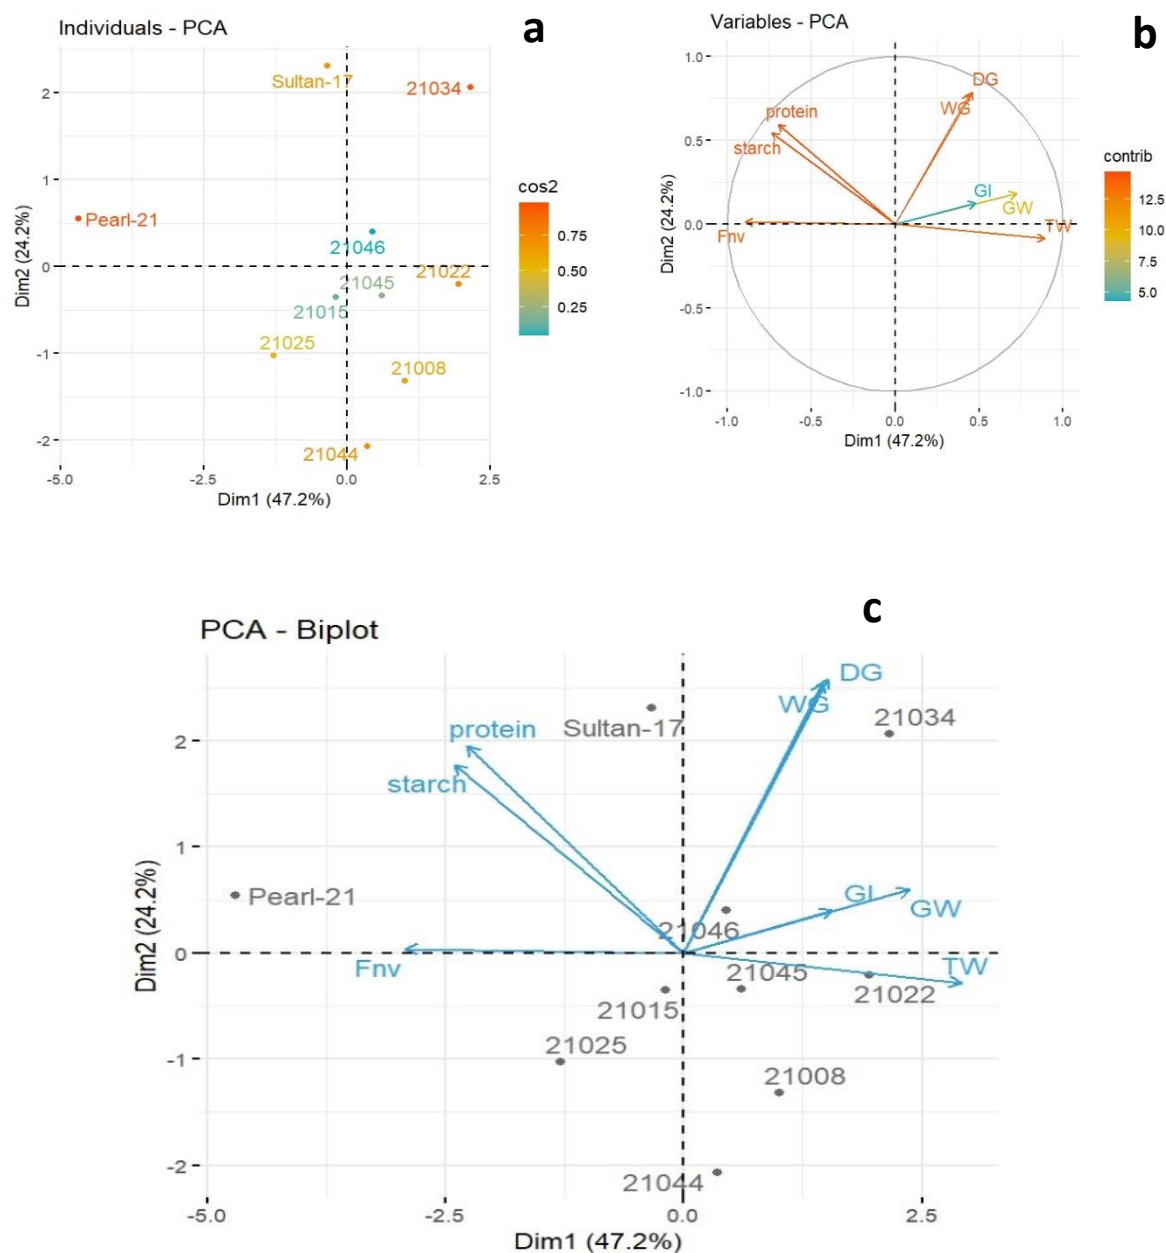 Individuals - PCA
a
Sultan-17
21034
Pearl-21
21046
21022
21045
21015
21025
21008
21044
2
1
0
-1
-2
-5.0 -2.5 0.0 2.5
Dim1 (47.2%)
Dim2 (24.2%)
cos2
0.75
0.50
0.25
Variables - PCA
b
DG
WG
protein
starch
GI
GW
Fnv
TW
1.0
0.5
0.0
-0.5
-1.0
-1.0 -0.5 0.0 0.5 1.0
Dim1 (47.2%)
Dim2 (24.2%)
contrib
12.5
10.0
7.5
5.0
c
PCA - Biplot
DG
WG
21034
Sultan-17
protein
starch
Pearl-21
GI
GW
21046
Fnv
TW
21045
21022
21015
21025
21008
21044
2
1
0
-1
-2
-5.0 -2.5 0.0 2.5
Dim1 (47.2%)
Dim2 (24.2%)